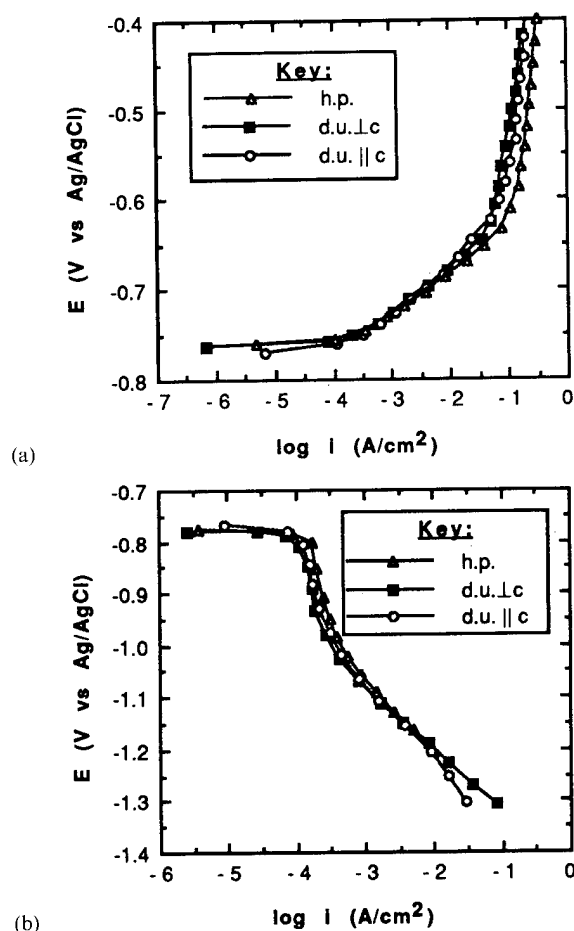 -0.4
-0.5
-0.6
-0.7
-0.8
E (V vs Ag/AgCl)
Key:
h.p.
d.u.⊥c
d.u. || c
-7 -6 -5 -4 -3 -2 -1 0
log i (A/cm²)
(a)
-0.7
-0.8
-0.9
-1.0
-1.1
-1.2
-1.3
-1.4
E (V vs Ag/AgCl)
Key:
h.p.
d.u.⊥c
d.u. || c
-6 -5 -4 -3 -2 -1 0
log i (A/cm²)
(b)